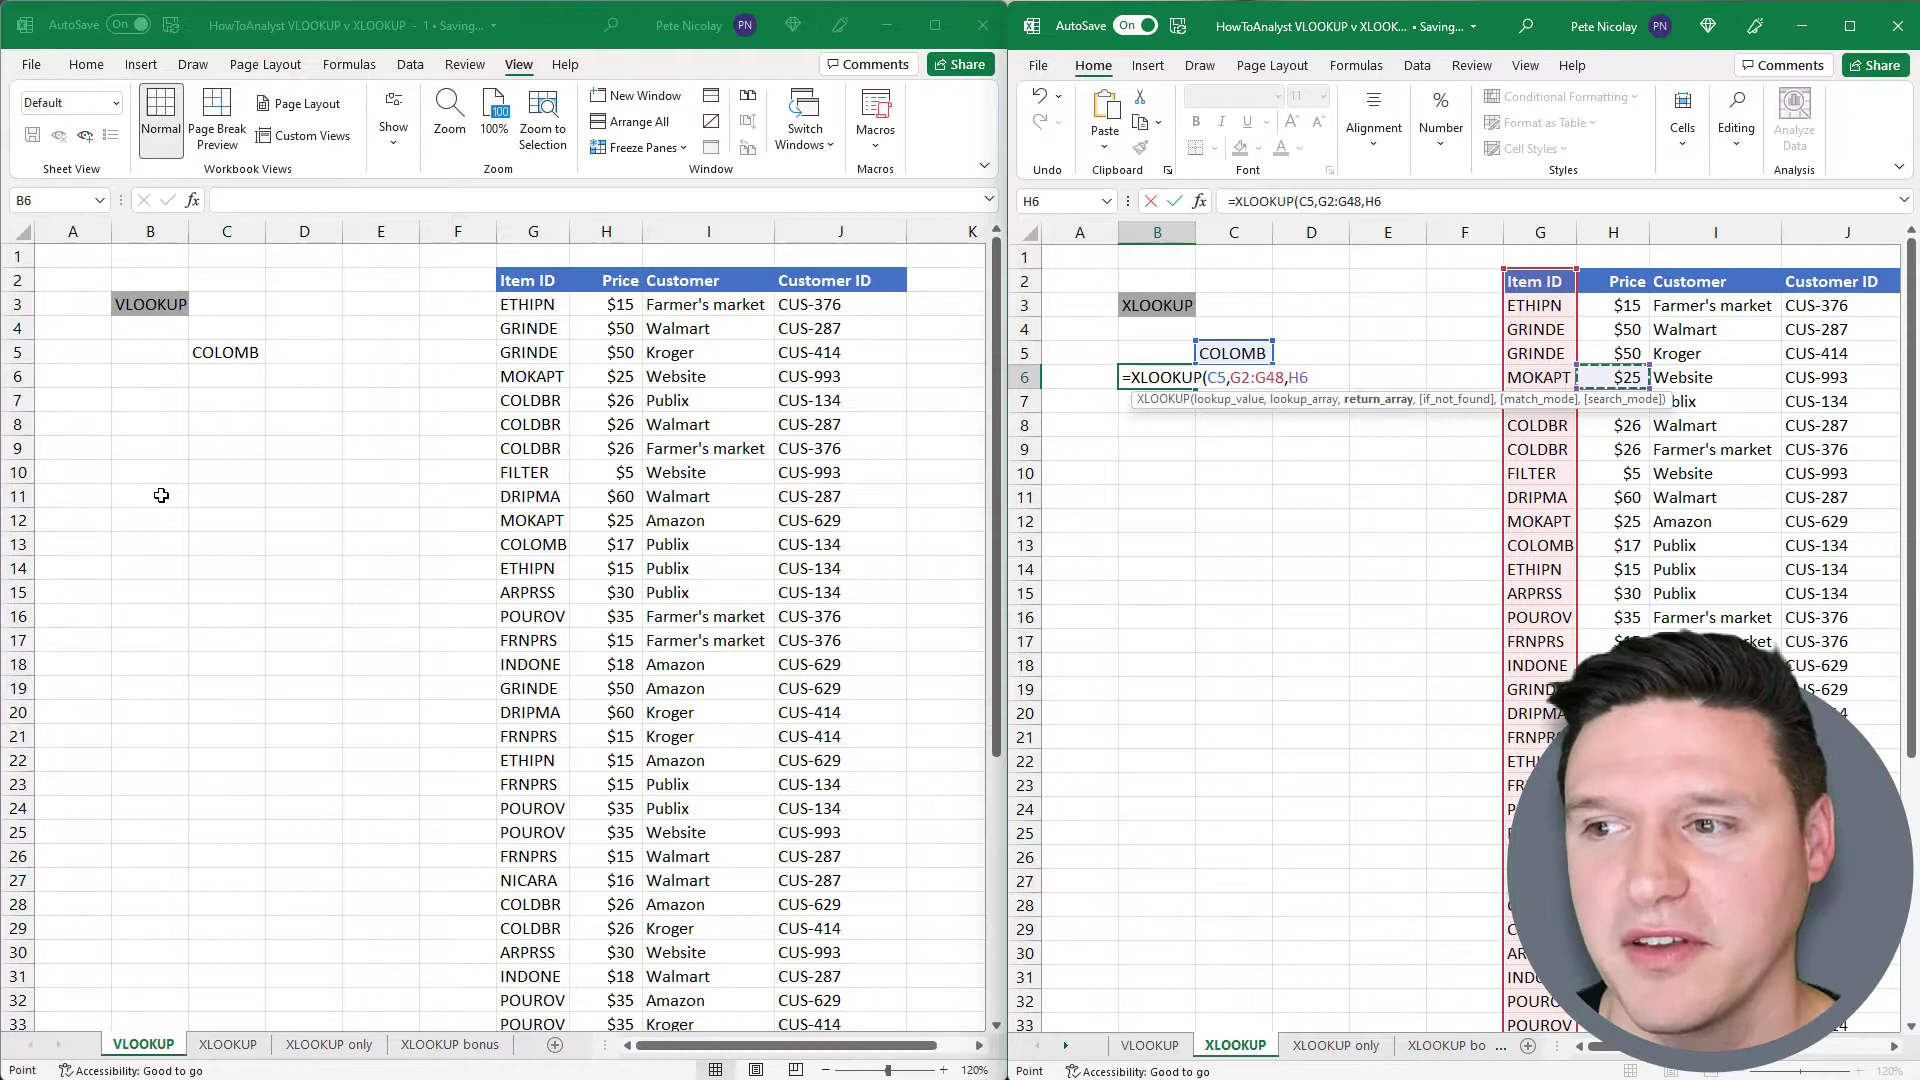 AutoSave On HowToAnalyst VLOOKUP v XLOOKUP - 1 • Saving... Pete Nicolay PN
File Home Insert Draw Page Layout Formulas Data Review View Help Comments Share
Default Normal Page Break Preview Page Layout Custom Views Show Zoom 100 100% Zoom to Selection New Window Arrange All Freeze Panes Switch Windows Macros
Sheet View Workbook Views Zoom Window Macros
B6 fx
A B C D E F G H I J K
1
2 Item ID Price Customer Customer ID
3 VLOOKUP ETHIPN $15 Farmer's market CUS-376
4 GRINDE $50 Walmart CUS-287
5 COLOMB GRINDE $50 Kroger CUS-414
6 MOKAPT $25 Website CUS-993
7 COLDBR $26 Publix CUS-134
8 COLDBR $26 Walmart CUS-287
9 COLDBR $26 Farmer's market CUS-376
10 FILTER $5 Website CUS-993
11 DRIPMA $60 Walmart CUS-287
12 MOKAPT $25 Amazon CUS-629
13 COLOMB $17 Publix CUS-134
14 ETHIPN $15 Publix CUS-134
15 ARPRSS $30 Publix CUS-134
16 POUROV $35 Farmer's market CUS-376
17 FRNPRS $15 Farmer's market CUS-376
18 INDONE $18 Amazon CUS-629
19 GRINDE $50 Amazon CUS-629
20 DRIPMA $60 Kroger CUS-414
21 FRNPRS $15 Kroger CUS-414
22 ETHIPN $15 Amazon CUS-629
23 FRNPRS $15 Publix CUS-134
24 POUROV $35 Publix CUS-134
25 POUROV $35 Website CUS-993
26 FRNPRS $15 Walmart CUS-287
27 NICARA $16 Walmart CUS-287
28 COLDBR $26 Amazon CUS-629
29 COLDBR $26 Kroger CUS-414
30 ARPRSS $30 Website CUS-993
31 INDONE $18 Walmart CUS-287
32 POUROV $35 Amazon CUS-629
33 POUROV $35 Kroger CUS-414
VLOOKUP XLOOKUP XLOOKUP only XLOOKUP bonus
Point Accessibility: Good to go 120%
AutoSave On HowToAnalyst VLOOKUP v XLOOK... • Saving... Pete Nicolay PN
File Home Insert Draw Page Layout Formulas Data Review View Help Comments Share
Paste 11 B I U A A A Alignment Number Conditional Formatting Format as Table Cell Styles Cells Editing Analyze Data
Undo Clipboard Font Styles Analysis
H6 fx =XLOOKUP(C5,G2:G48,H6
A B C D E F G H I J
1
2 Item ID Price Customer Customer ID
3 XLOOKUP ETHIPN $15 Farmer's market CUS-376
4 GRINDE $50 Walmart CUS-287
5 COLOMB GRINDE $50 Kroger CUS-414
6 =XLOOKUP(C5,G2:G48,H6 MOKAPT $25 Website CUS-993
XLOOKUP(lookup_value, lookup_array, return_array, [if_not_found], [match_mode], [search_mode])
7 blix CUS-134
8 COLDBR $26 Walmart CUS-287
9 COLDBR $26 Farmer's market CUS-376
10 FILTER $5 Website CUS-993
11 DRIPMA $60 Walmart CUS-287
12 MOKAPT $25 Amazon CUS-629
13 COLOMB $17 Publix CUS-134
14 ETHIPN $15 Publix CUS-134
15 ARPRSS $30 Publix CUS-134
16 POUROV $35 Farmer's market CUS-376
17 FRNPRS CUS-376
18 INDONE CUS-629
19 GRIND
20 DRIPMA
21 FRNPR
22 ETH
23 FR
24 P
25
26
27
28
29 C
30 AR
31 IND
32 POUR
33 POURO
VLOOKUP XLOOKUP XLOOKUP only XLOOKUP bo ...
Point Accessibility: Good to go 120%